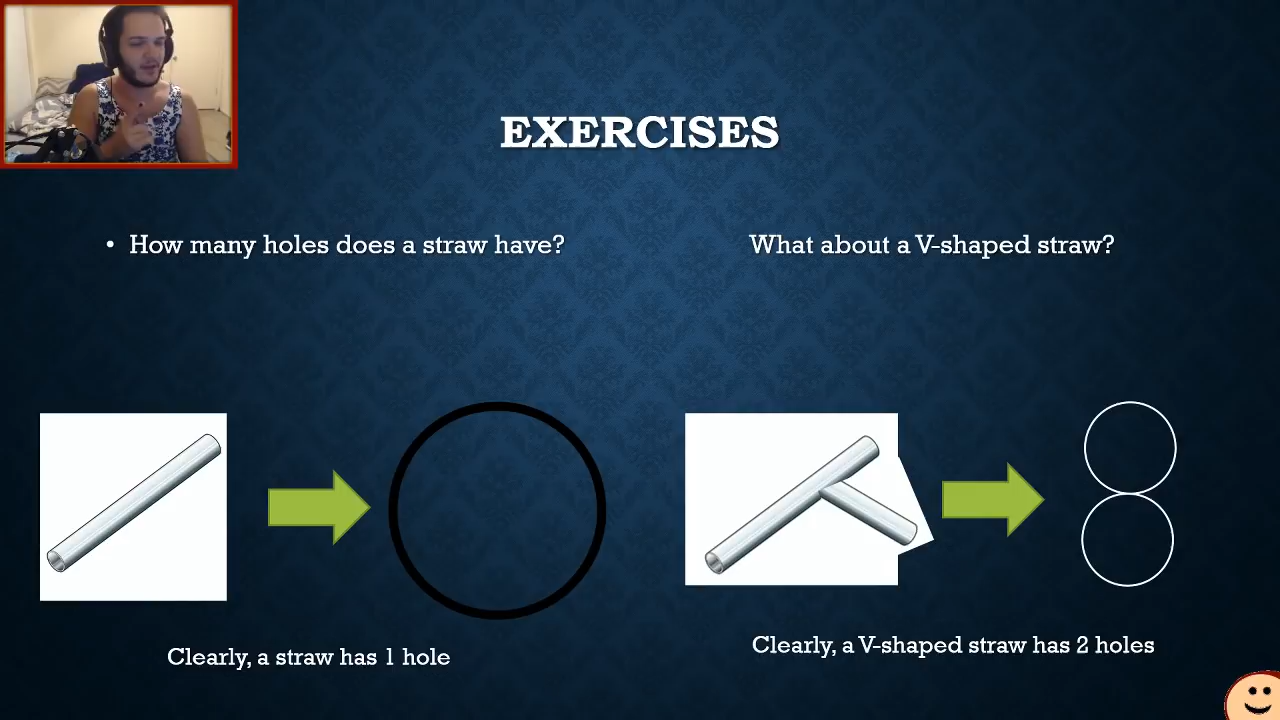 EXERCISES
• How many holes does a straw have?
What about a V-shaped straw?
Clearly, a straw has 1 hole
Clearly, a V-shaped straw has 2 holes